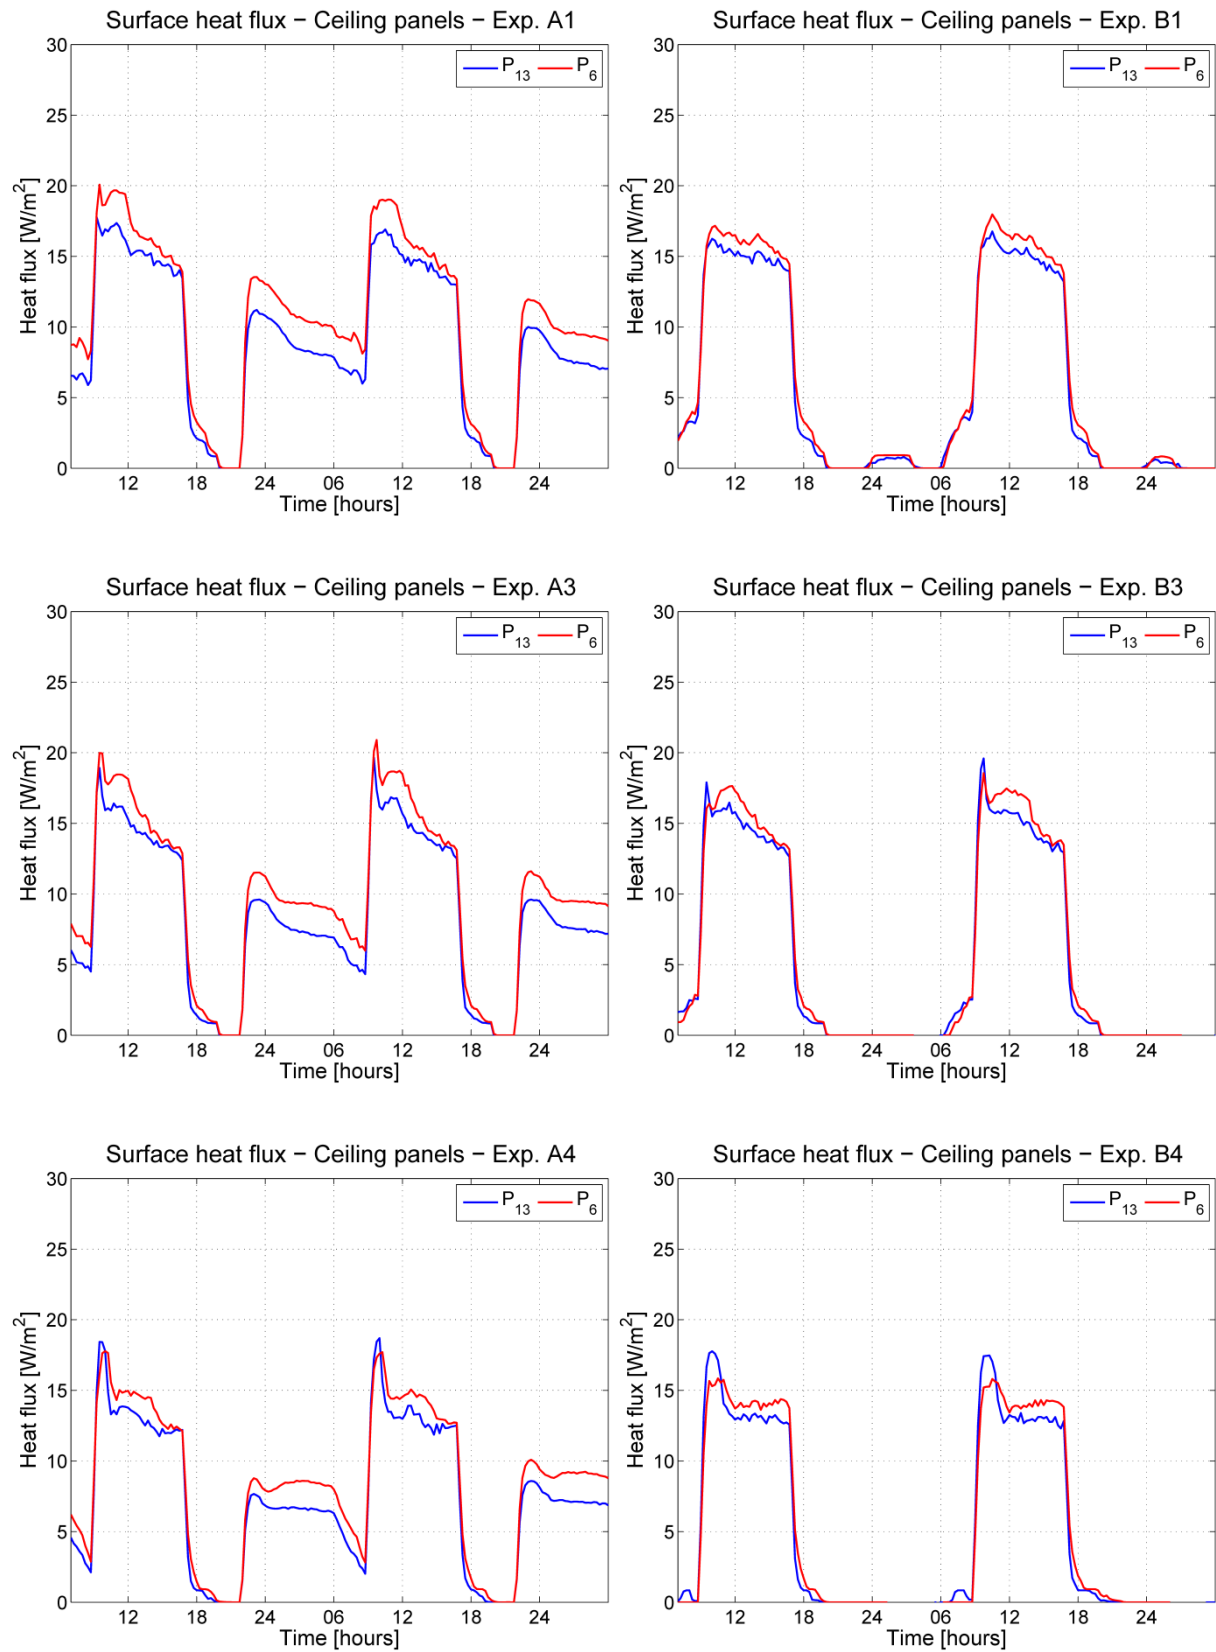 Surface heat flux − Ceiling panels − Exp. A1
30
25
20
15
10
5
0
Heat flux [W/m²]
P₁₃ P₆
12 18 24 06 12 18 24
Time [hours]
Surface heat flux − Ceiling panels − Exp. B1
30
25
20
15
10
5
0
Heat flux [W/m²]
P₁₃ P₆
12 18 24 06 12 18 24
Time [hours]
Surface heat flux − Ceiling panels − Exp. A3
30
25
20
15
10
5
0
Heat flux [W/m²]
P₁₃ P₆
12 18 24 06 12 18 24
Time [hours]
Surface heat flux − Ceiling panels − Exp. B3
30
25
20
15
10
5
0
Heat flux [W/m²]
P₁₃ P₆
12 18 24 06 12 18 24
Time [hours]
Surface heat flux − Ceiling panels − Exp. A4
30
25
20
15
10
5
0
Heat flux [W/m²]
P₁₃ P₆
12 18 24 06 12 18 24
Time [hours]
Surface heat flux − Ceiling panels − Exp. B4
30
25
20
15
10
5
0
Heat flux [W/m²]
P₁₃ P₆
12 18 24 06 12 18 24
Time [hours]